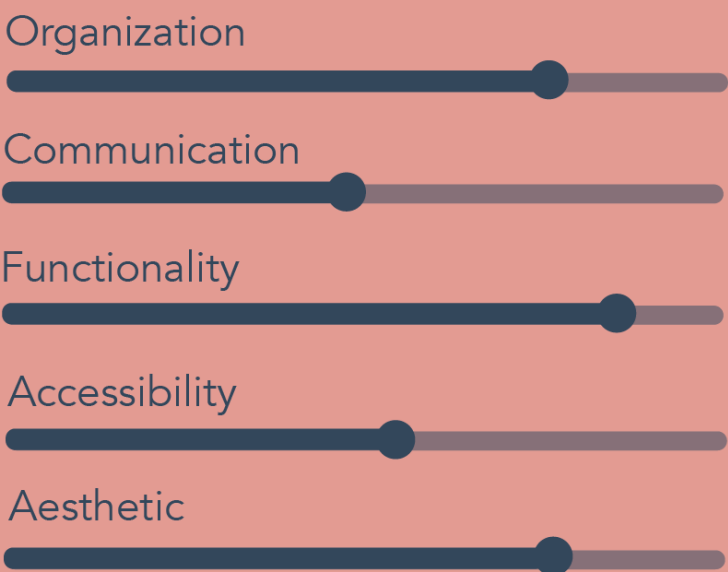 Organization
Communication
Functionality
Accessibility
Aesthetic